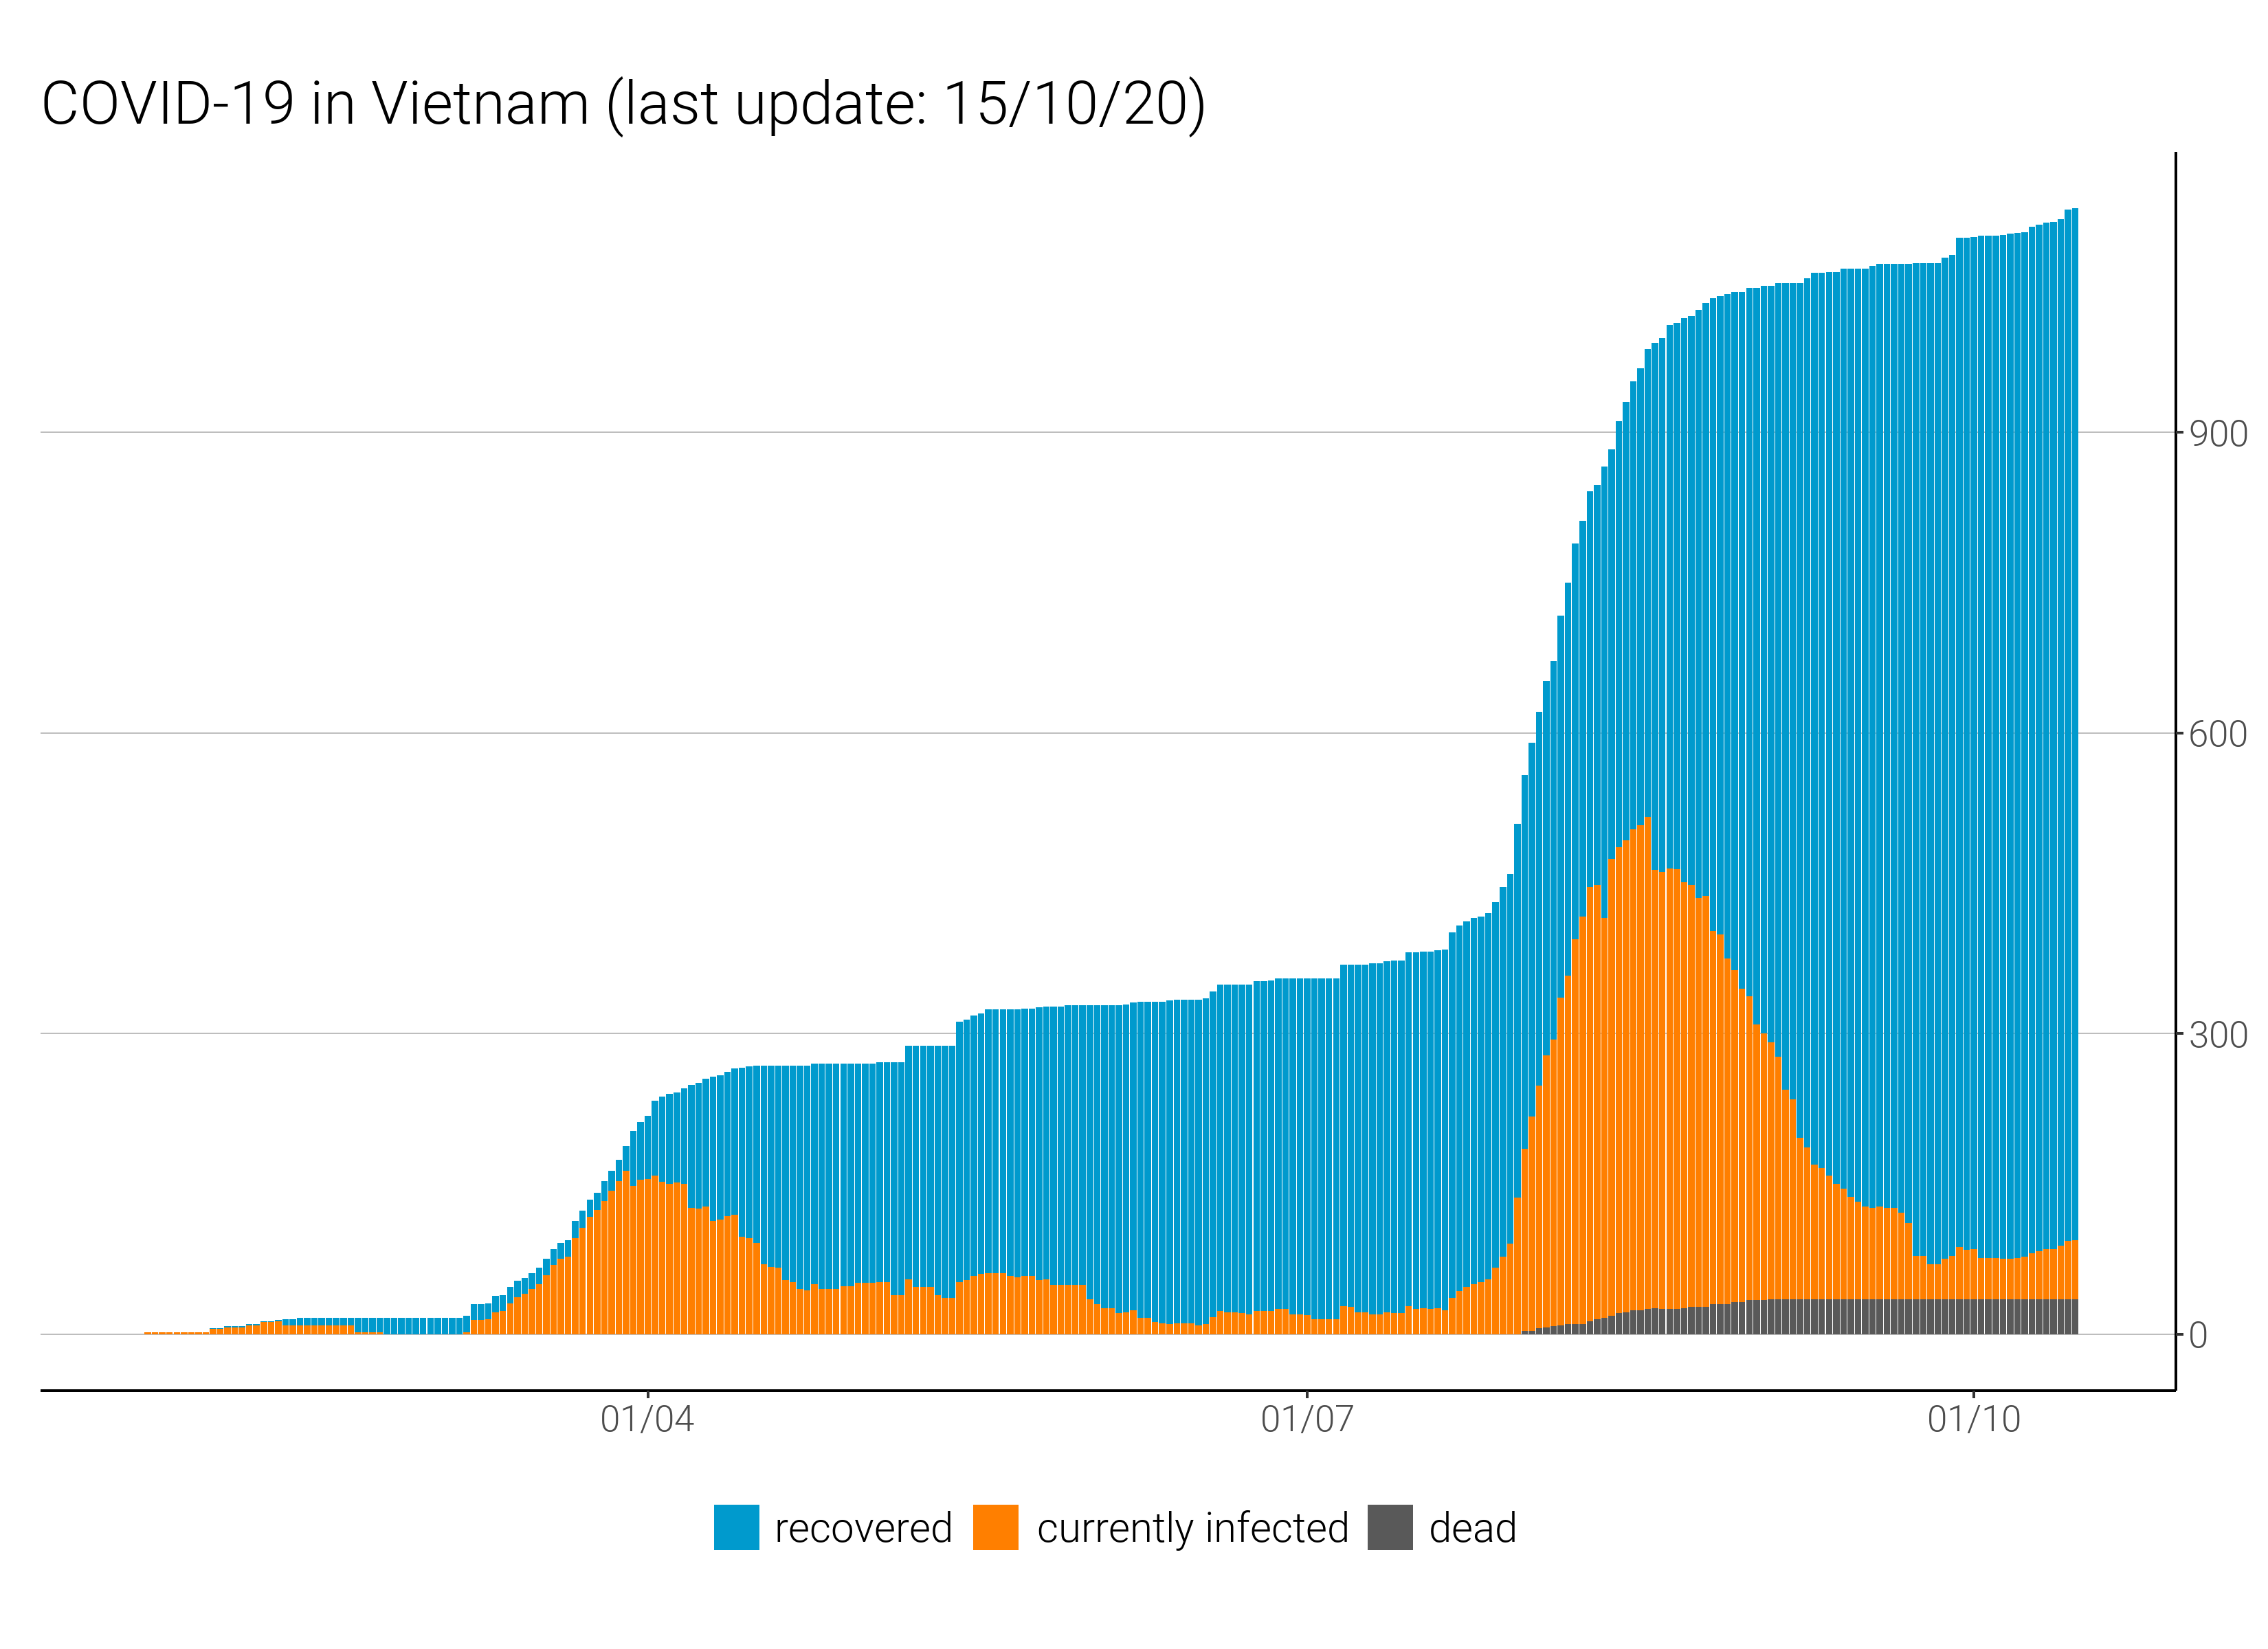 COVID-19 in Vietnam (last update: 15/10/20)
900
600
300
0
01/04 01/07 01/10
recovered currently infected dead